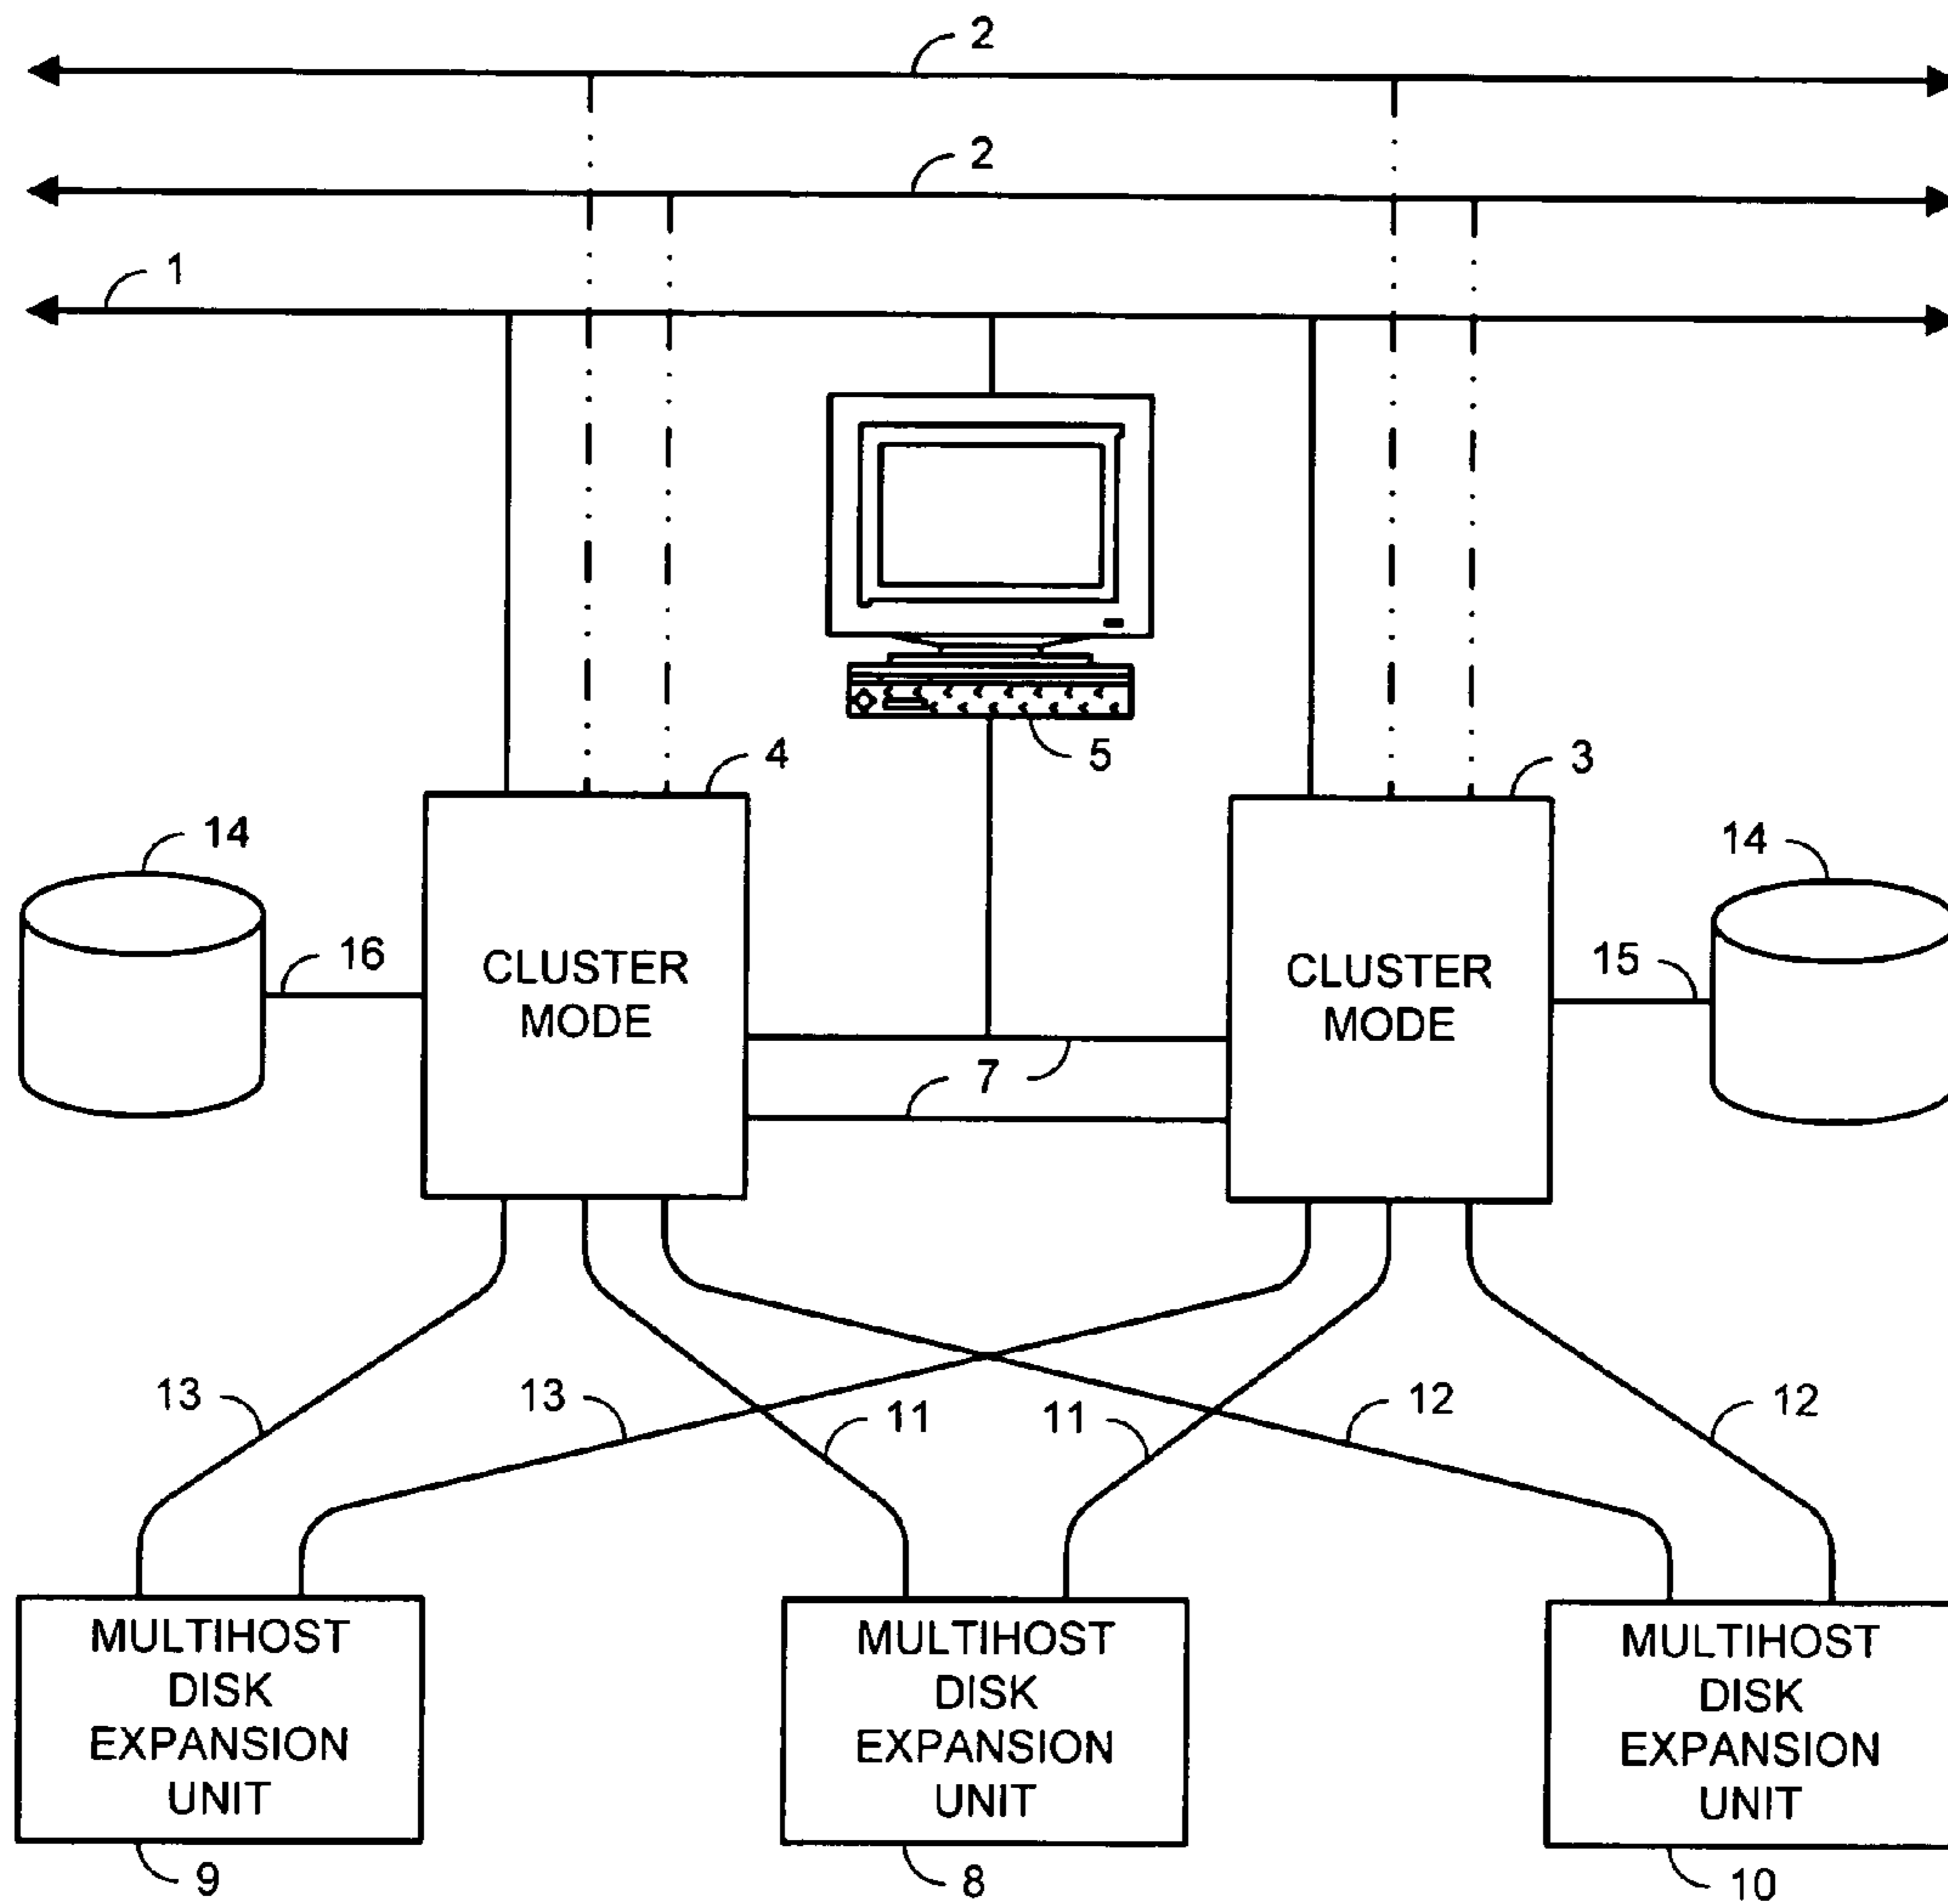 2
2
1
5
4
3
14
14
16
CLUSTER
MODE
CLUSTER
MODE
15
7
13
13
11
11
12
12
MULTIHOST
DISK
EXPANSION
UNIT
MULTIHOST
DISK
EXPANSION
UNIT
MULTIHOST
DISK
EXPANSION
UNIT
9
8
10